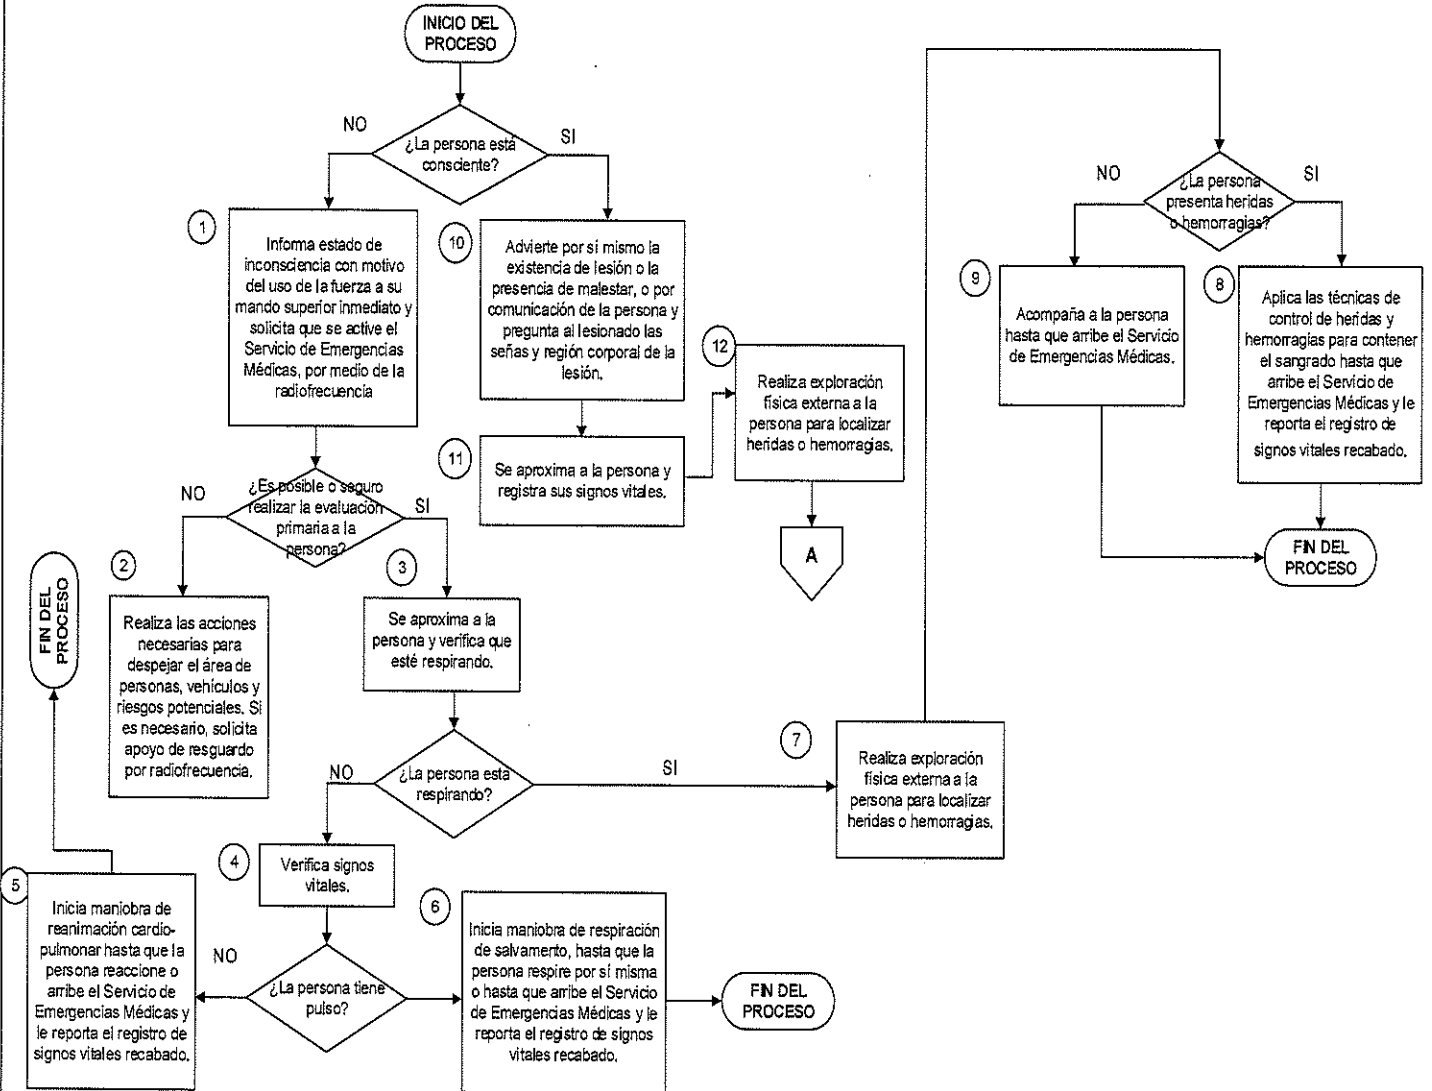 INICIO DEL
PROCESO
¿La persona está
consciente?
NO
SI
1
Informa estado de
inconsciencia con motivo
del uso de la fuerza a su
mando superior inmediato y
solicita que se active el
Servicio de Emergencias
Médicas, por medio de la
radiofrecuencia
¿Es posible o seguro
realizar la evaluación
primaria a la
persona?
NO
SI
2
Realiza las acciones
necesarias para
despejar el área de
personas, vehículos y
riesgos potenciales. Si
es necesario, solicita
apoyo de resguardo
por radiofrecuencia.
3
Se aproxima a la
persona y verifica que
esté respirando.
¿La persona está
respirando?
NO
SI
4
Verifica signos
vitales.
¿La persona tiene
pulso?
NO
5
Inicia maniobra de
reanimación cardio-
pulmonar hasta que la
persona reaccione o
arribe el Servicio de
Emergencias Médicas y
le reporta el registro de
signos vitales recabado.
FIN DEL
PROCESO
6
Inicia maniobra de respiración
de salvamento, hasta que la
persona respire por sí misma
o hasta que arribe el Servicio
de Emergencias Médicas y le
reporta el registro de signos
vitales recabado.
FIN DEL
PROCESO
7
Realiza exploración
física externa a la
persona para localizar
heridas o hemorragias.
10
Advierte por sí mismo la
existencia de lesión o la
presencia de malestar, o por
comunicación de la persona y
pregunta al lesionado las
señas y región corporal de la
lesión.
11
Se aproxima a la persona y
registra sus signos vitales.
12
Realiza exploración
física externa a la
persona para localizar
heridas o hemorragias.
A
¿La persona
presenta heridas
o hemorragias?
NO
SI
9
Acompaña a la persona
hasta que arribe el Servicio
de Emergencias Médicas.
8
Aplica las técnicas de
control de heridas y
hemorragias para contener
el sangrado hasta que
arribe el Servicio de
Emergencias Médicas y le
reporta el registro de
signos vitales recabado.
FIN DEL
PROCESO